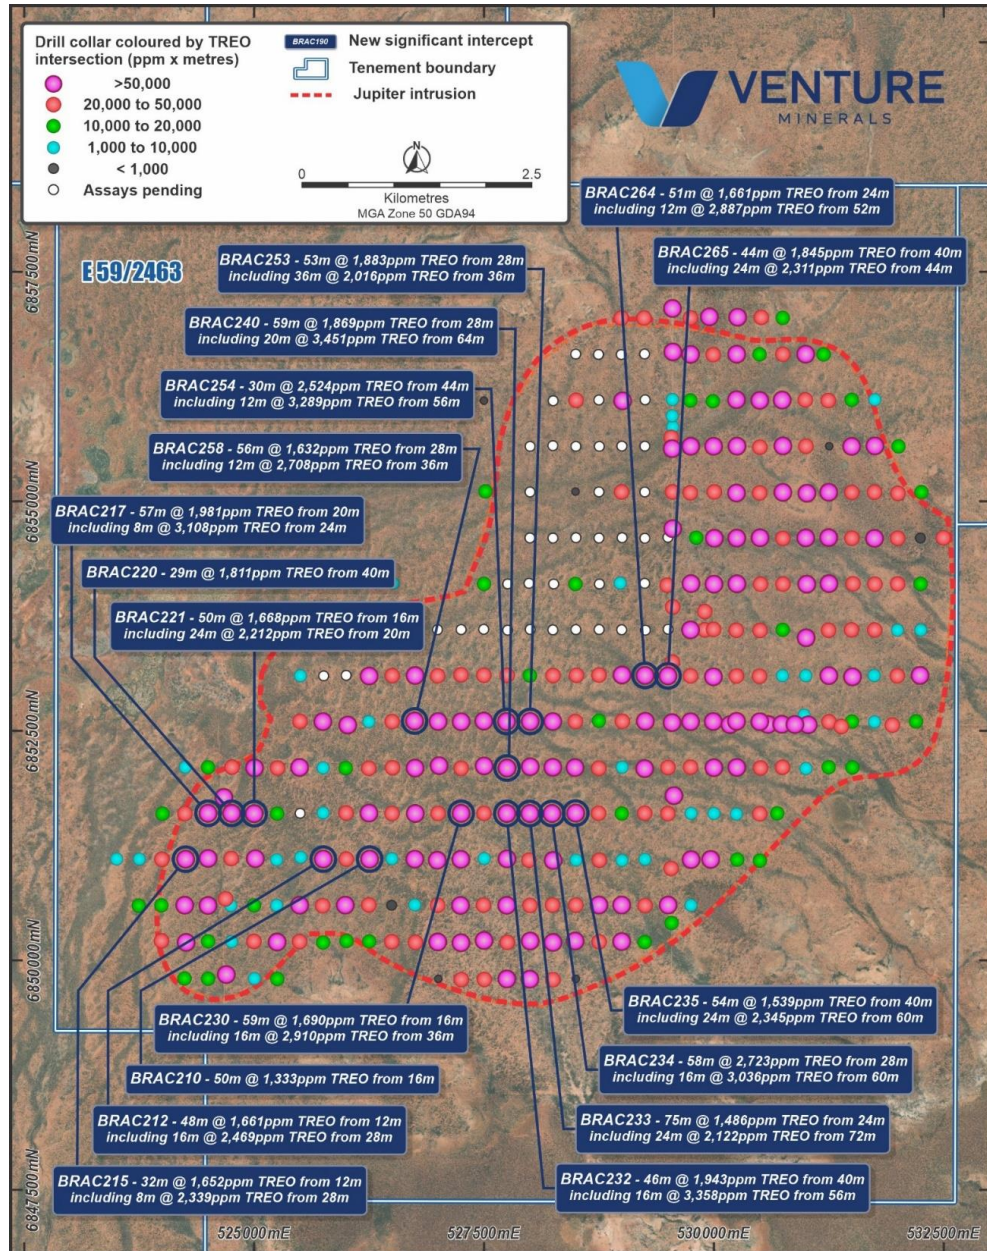 Drill collar coloured by TREO
intersection (ppm x metres)
>50,000
20,000 to 50,000
10,000 to 20,000
1,000 to 10,000
< 1,000
Assays pending
BRAC190 New significant intercept
Tenement boundary
Jupiter intrusion
N
0 2.5
Kilometres
MGA Zone 50 GDA94
VENTURE
MINERALS
E 59/2463
BRAC264 - 51m @ 1,661ppm TREO from 24m
including 12m @ 2,887ppm TREO from 52m
BRAC265 - 44m @ 1,845ppm TREO from 40m
including 24m @ 2,311ppm TREO from 44m
BRAC253 - 53m @ 1,883ppm TREO from 28m
including 36m @ 2,016ppm TREO from 36m
BRAC240 - 59m @ 1,869ppm TREO from 28m
including 20m @ 3,451ppm TREO from 64m
BRAC254 - 30m @ 2,524ppm TREO from 44m
including 12m @ 3,289ppm TREO from 56m
BRAC258 - 56m @ 1,632ppm TREO from 28m
including 12m @ 2,708ppm TREO from 36m
BRAC217 - 57m @ 1,981ppm TREO from 20m
including 8m @ 3,108ppm TREO from 24m
BRAC220 - 29m @ 1,811ppm TREO from 40m
BRAC221 - 50m @ 1,668ppm TREO from 16m
including 24m @ 2,212ppm TREO from 20m
BRAC230 - 59m @ 1,690ppm TREO from 16m
including 16m @ 2,910ppm TREO from 36m
BRAC210 - 50m @ 1,333ppm TREO from 16m
BRAC212 - 48m @ 1,661ppm TREO from 12m
including 16m @ 2,469ppm TREO from 28m
BRAC215 - 32m @ 1,652ppm TREO from 12m
including 8m @ 2,339ppm TREO from 28m
BRAC235 - 54m @ 1,539ppm TREO from 40m
including 24m @ 2,345ppm TREO from 60m
BRAC234 - 58m @ 2,723ppm TREO from 28m
including 16m @ 3,036ppm TREO from 60m
BRAC233 - 75m @ 1,486ppm TREO from 24m
including 24m @ 2,122ppm TREO from 72m
BRAC232 - 46m @ 1,943ppm TREO from 40m
including 16m @ 3,358ppm TREO from 56m
6857500mN
6855000mN
6852500mN
6850000mN
6847500mN
525000mE
527500mE
530000mE
532500mE